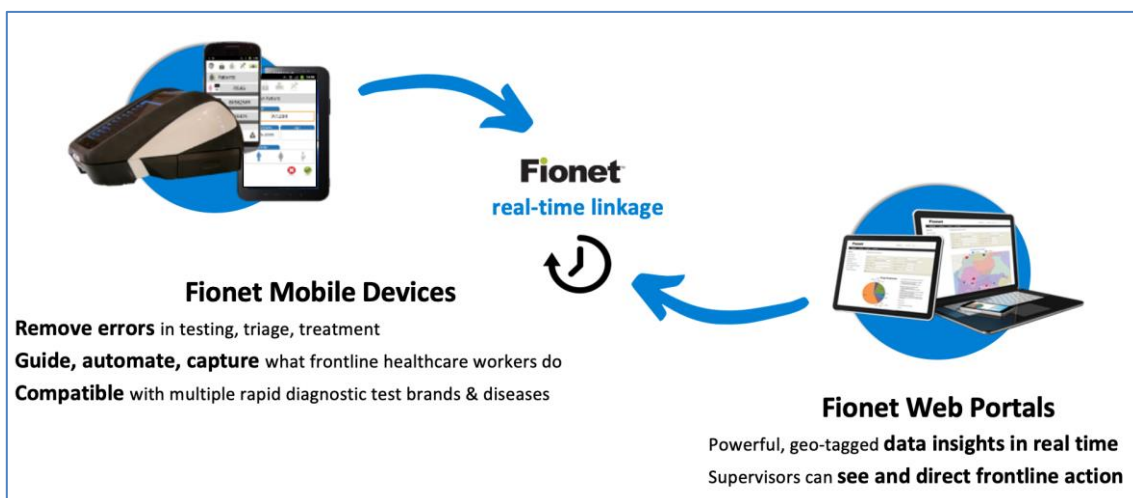 Fionet
real-time linkage
Fionet Mobile Devices
Remove errors in testing, triage, treatment
Guide, automate, capture what frontline healthcare workers do
Compatible with multiple rapid diagnostic test brands & diseases
Fionet Web Portals
Powerful, geo-tagged data insights in real time
Supervisors can see and direct frontline action